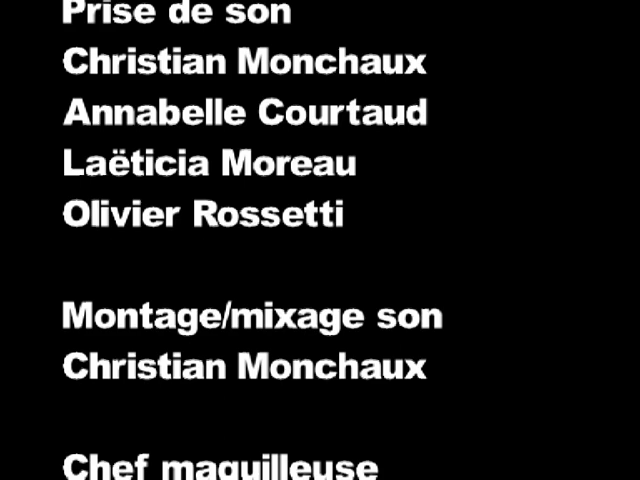 Prise de son
Christian Monchaux
Annabelle Courtaud
Laëticia Moreau
Olivier Rossetti
Montage/mixage son
Christian Monchaux
Chef maquilleuse